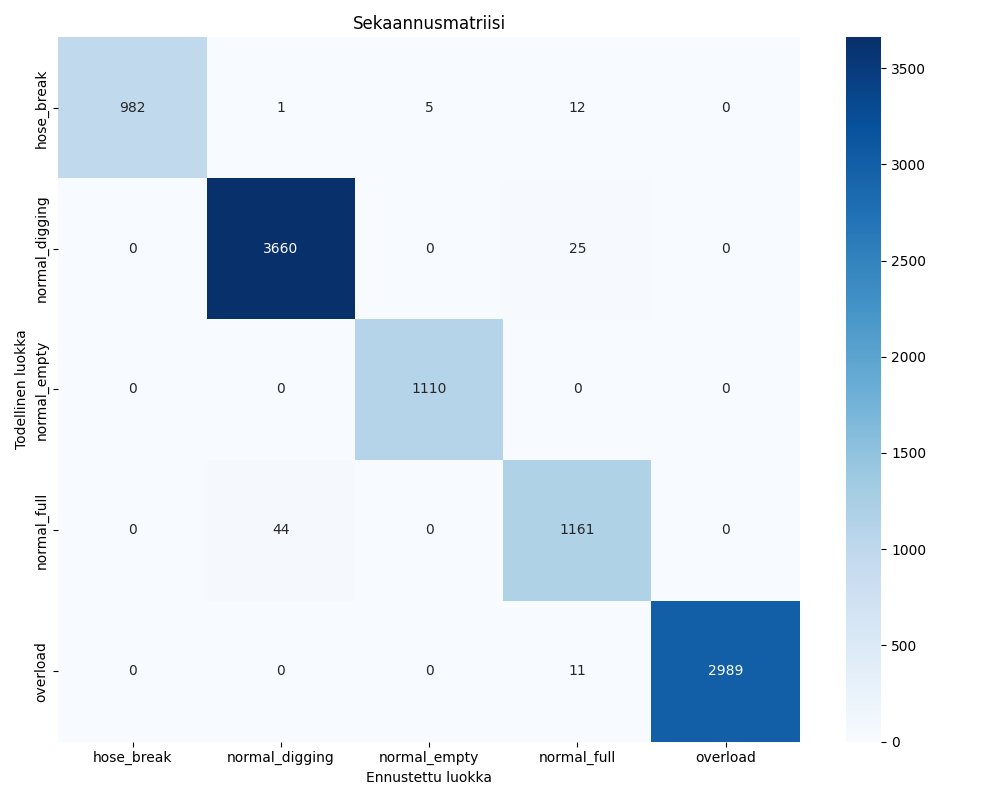 Sekaannusmatriisi
hose_break 982 1 5 12 0
normal_digging 0 3660 0 25 0
normal_empty 0 0 1110 0 0
normal_full 0 44 0 1161 0
overload 0 0 0 11 2989
Todellinen luokka
hose_break normal_digging normal_empty normal_full overload
Ennustettu luokka
3500
3000
2500
2000
1500
1000
500
0